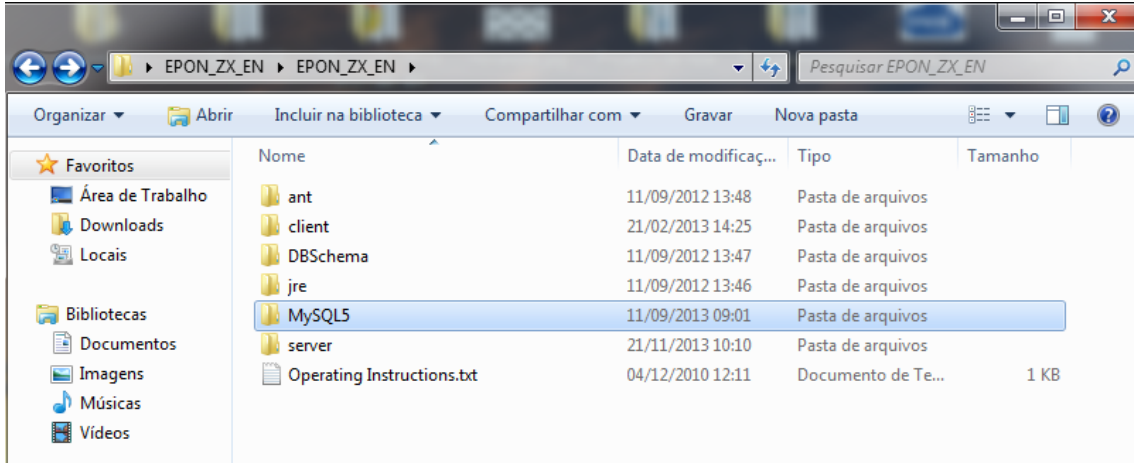 EPON_ZX_EN EPON_ZX_EN Pesquisar EPON_ZX_EN
Organizar Abrir Incluir na biblioteca Compartilhar com Gravar Nova pasta
Favoritos
Área de Trabalho
Downloads
Locais
Bibliotecas
Documentos
Imagens
Músicas
Vídeos
Nome Data de modificaç... Tipo Tamanho
ant 11/09/2012 13:48 Pasta de arquivos
client 21/02/2013 14:25 Pasta de arquivos
DBSchema 11/09/2012 13:47 Pasta de arquivos
jre 11/09/2012 13:46 Pasta de arquivos
MySQL5 11/09/2013 09:01 Pasta de arquivos
server 21/11/2013 10:10 Pasta de arquivos
Operating Instructions.txt 04/12/2010 12:11 Documento de Te... 1 KB